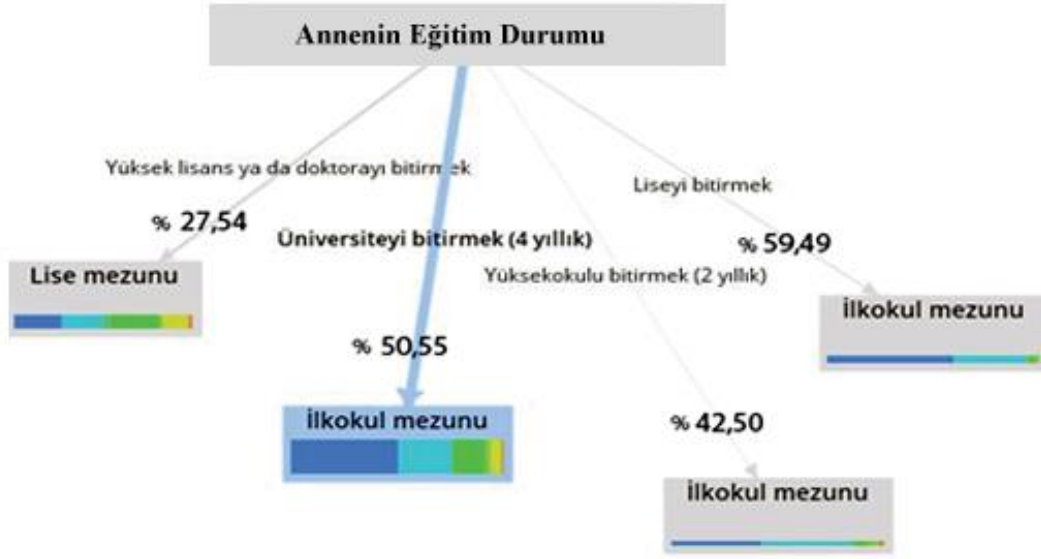 Annenin Eğitim Durumu
Yüksek lisans ya da doktorayı bitirmek
Liseyi bitirmek
% 27,54
Üniversiteyi bitirmek (4 yıllık)
% 59,49
Lise mezunu
Yüksekokulu bitirmek (2 yıllık)
İlkokul mezunu
% 50,55
İlkokul mezunu
% 42,50
İlkokul mezunu